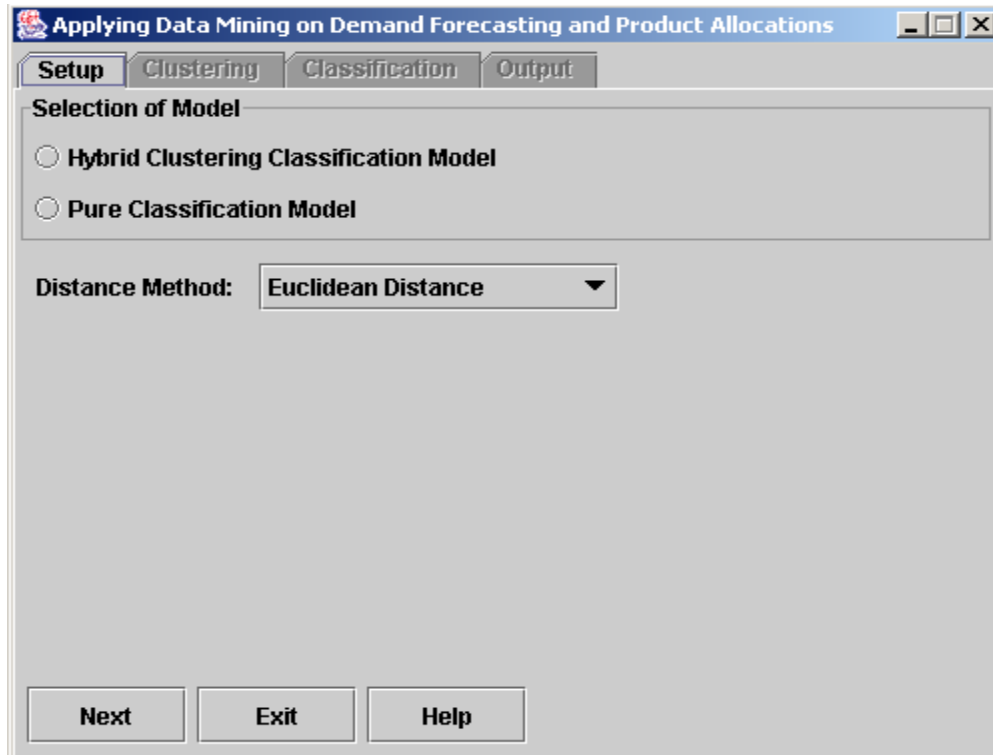 Applying Data Mining on Demand Forecasting and Product Allocations
Setup Clustering Classification Output
Selection of Model
Hybrid Clustering Classification Model
Pure Classification Model
Distance Method: Euclidean Distance
Next Exit Help